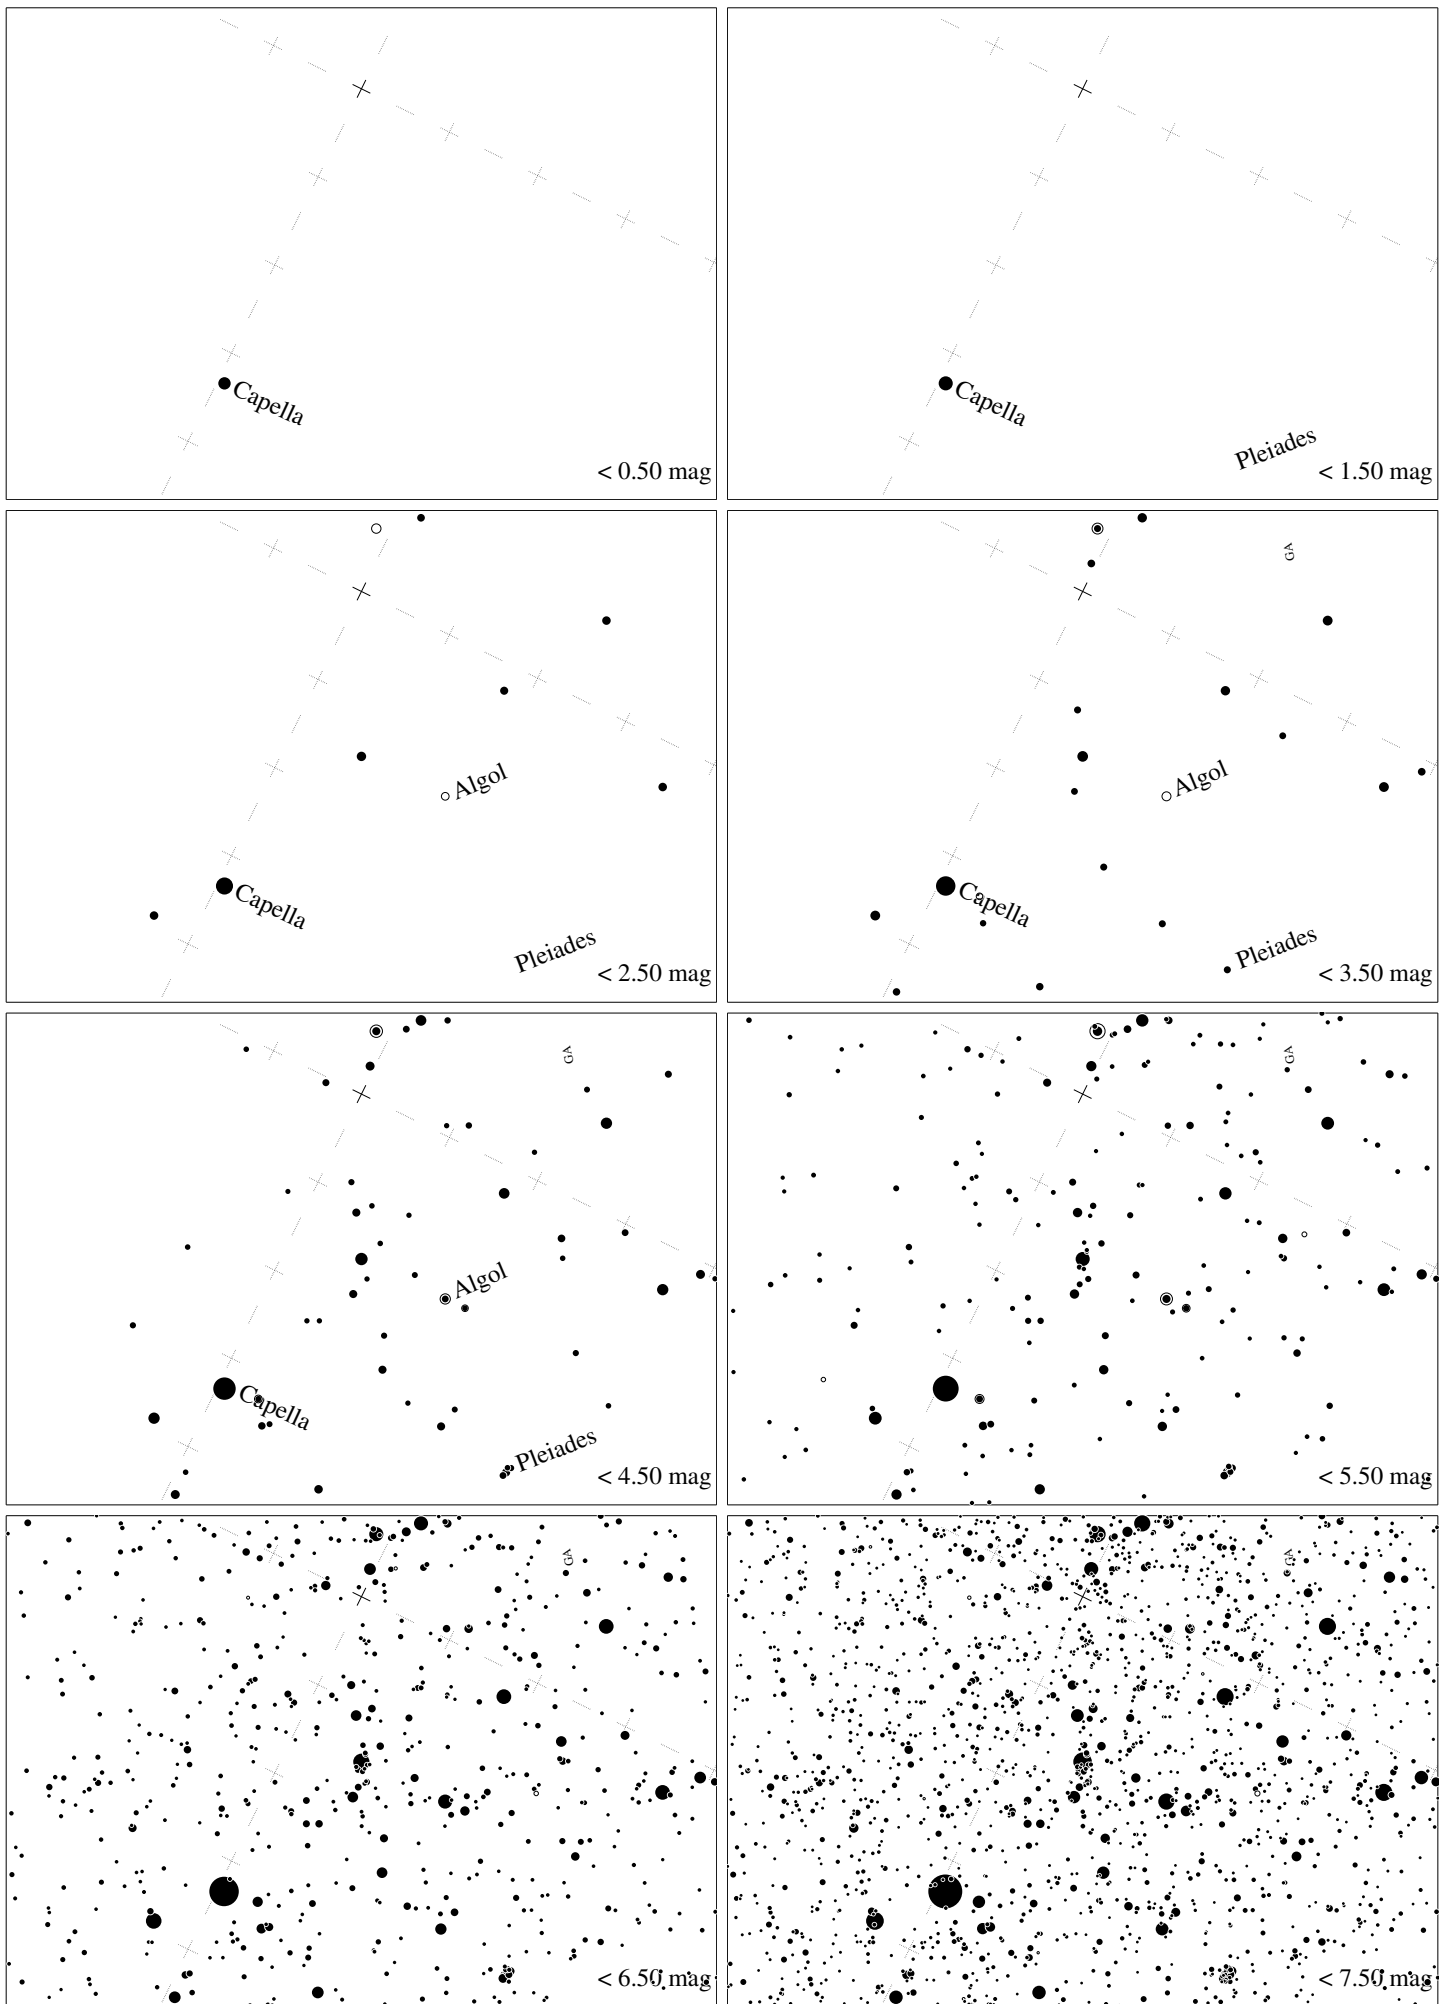 Capella
< 0.50 mag
Capella
Pleiades
< 1.50 mag
Algol
Capella
Pleiades
< 2.50 mag
GA
Algol
Capella
Pleiades
< 3.50 mag
GA
Algol
Capella
Pleiades
< 4.50 mag
GA
< 5.50 mag
GA
< 6.50 mag
GA
< 7.50 mag